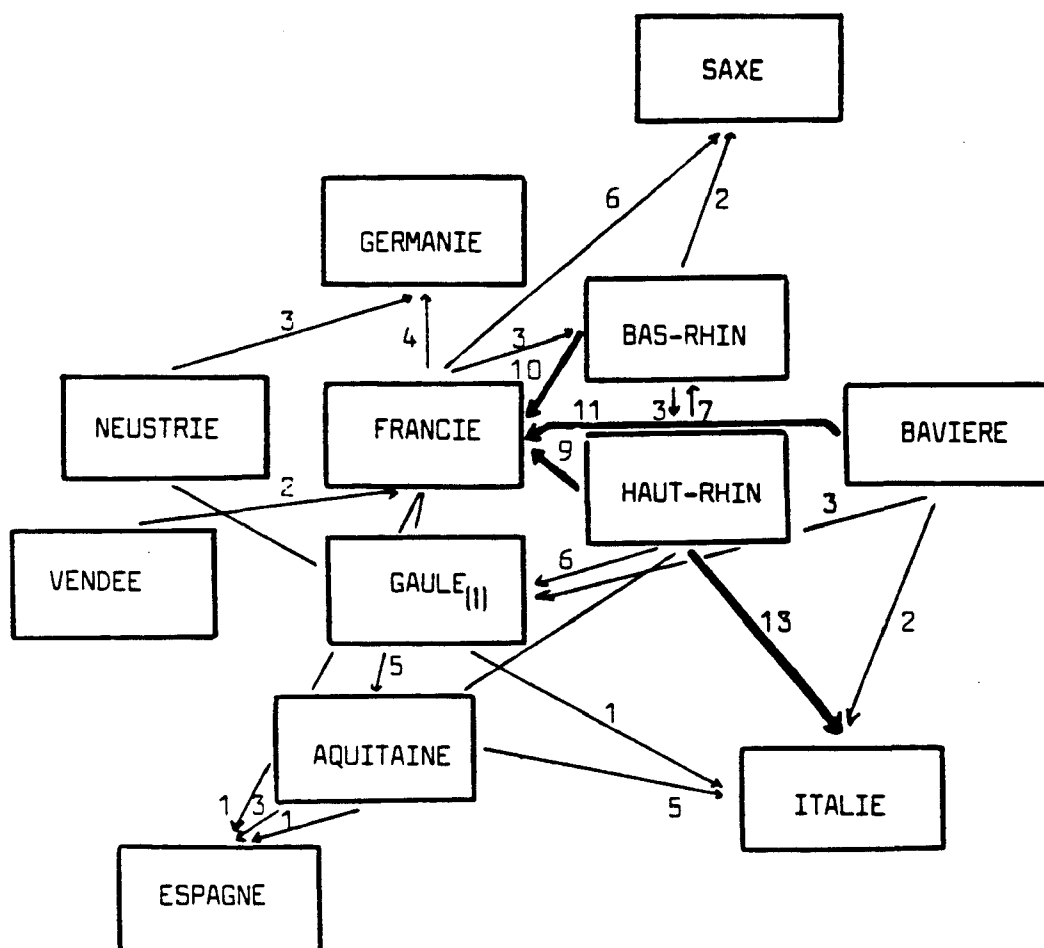 SAXE
6
2
GERMANIE
3
4
3
BAS-RHIN
10
NEUSTRIE
FRANCIE
11
3
7
BAVIERE
9
2
HAUT-RHIN
3
VENDEE
GAULE(1)
6
13
2
5
1
AQUITAINE
5
ITALIE
1
3
1
ESPAGNE